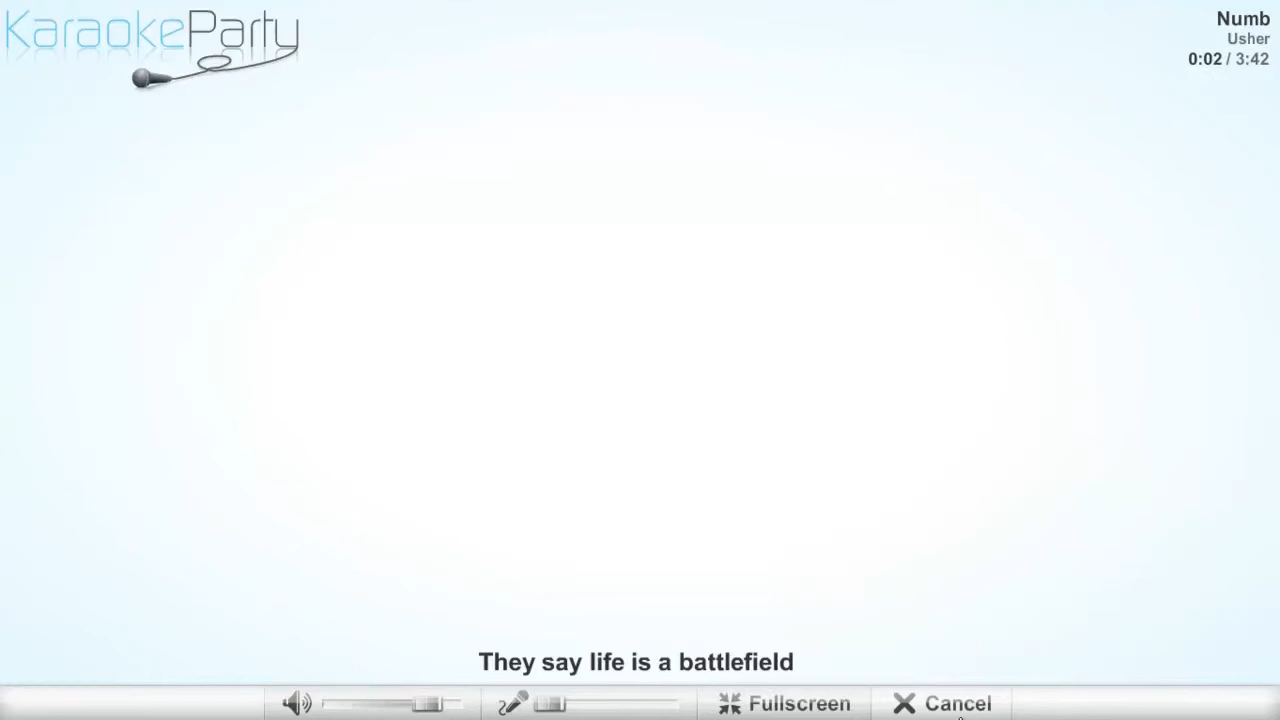 KaraokeParty
Numb
Usher
0:02 / 3:42
They say life is a battlefield
Fullscreen
Cancel